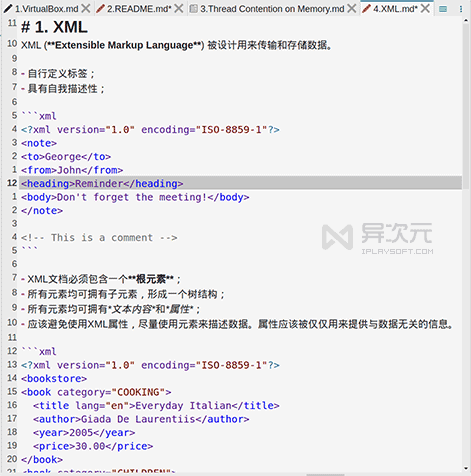 1.VirtualBox.md 2.README.md* 3.Thread Contention on Memory.md 4.XML.md*
11 # 1. XML
10 XML (**Extensible Markup Language**) 被设计用来传输和存储数据。
9
8 - 自行定义标签；
7 - 具有自我描述性；
6
5 ```xml
4 <?xml version="1.0" encoding="ISO-8859-1"?>
3 <note>
2 <to>George</to>
1 <from>John</from>
12 <heading>Reminder</heading>
1 <body>Don't forget the meeting!</body>
2 </note>
3
4 <!-- This is a comment -->
5 ```
6
7 - XML文档必须包含一个**根元素**；
8 - 所有元素均可拥有子元素，形成一个树结构；
9 - 所有元素均可拥有*文本内容*和*属性*；
10 - 应该避免使用XML属性，尽量使用元素来描述数据。属性应该被仅仅用来提供与数据无关的信息。
11
12 ```xml
13 <?xml version="1.0" encoding="ISO-8859-1"?>
14 <bookstore>
15 <book category="COOKING">
16 <title lang="en">Everyday Italian</title>
17 <author>Giada De Laurentiis</author>
18 <year>2005</year>
19 <price>30.00</price>
20 </book>
21 <book category="CHILDREN">
异次元
IPLAYSOFT.COM